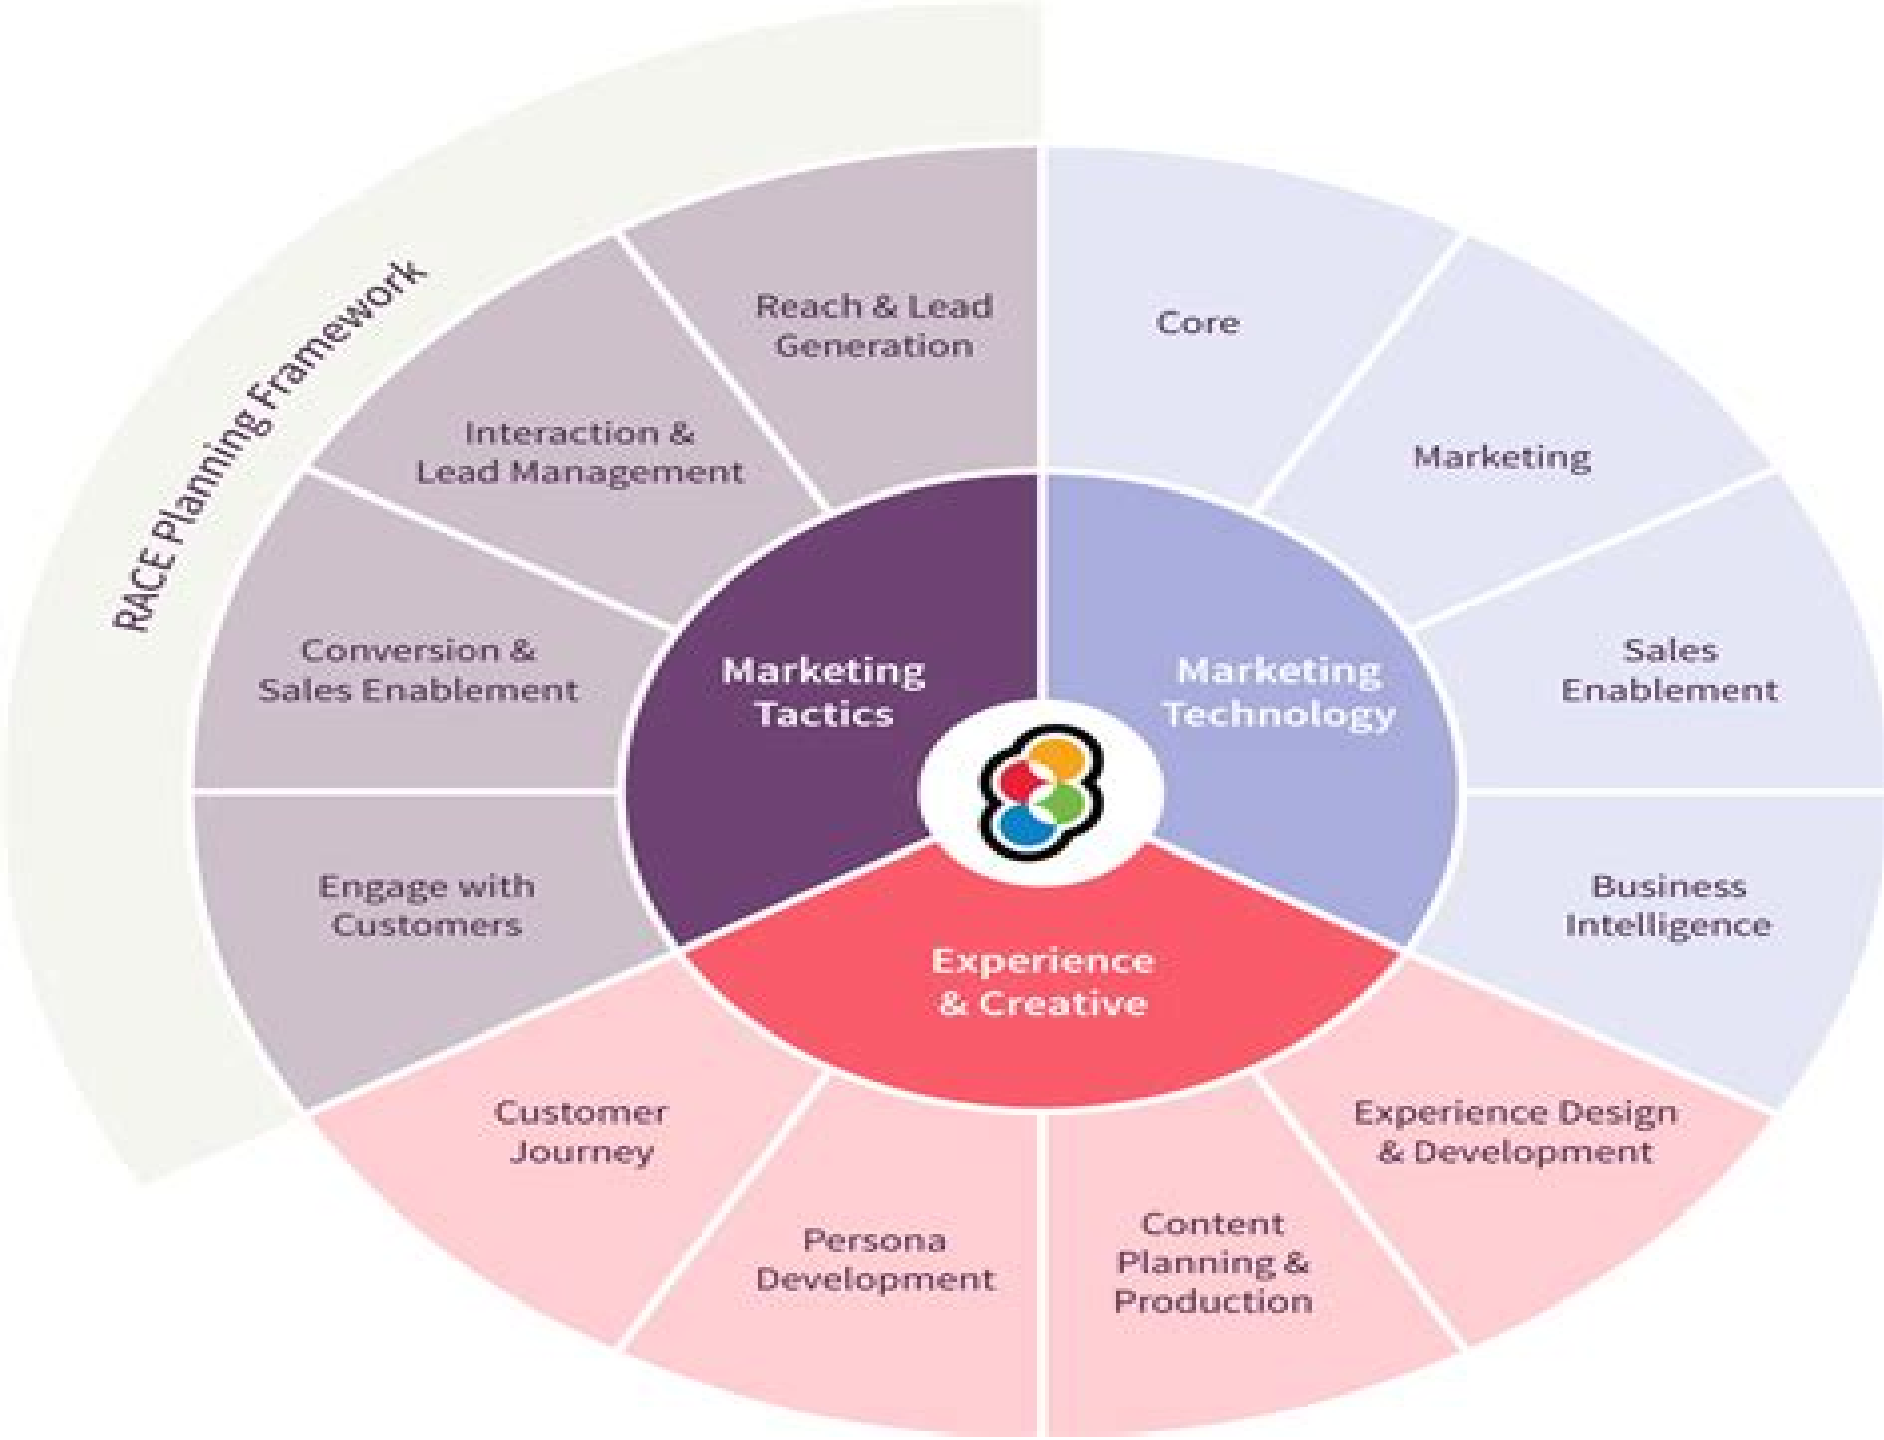 RACE Planning Framework
Reach & Lead
Generation
Core
Interaction &
Lead Management
Marketing
Conversion &
Sales Enablement
Marketing
Tactics
Marketing
Technology
Sales
Enablement
Engage with
Customers
Business
Intelligence
Experience
& Creative
Customer
Journey
Experience Design
& Development
Persona
Development
Content
Planning &
Production